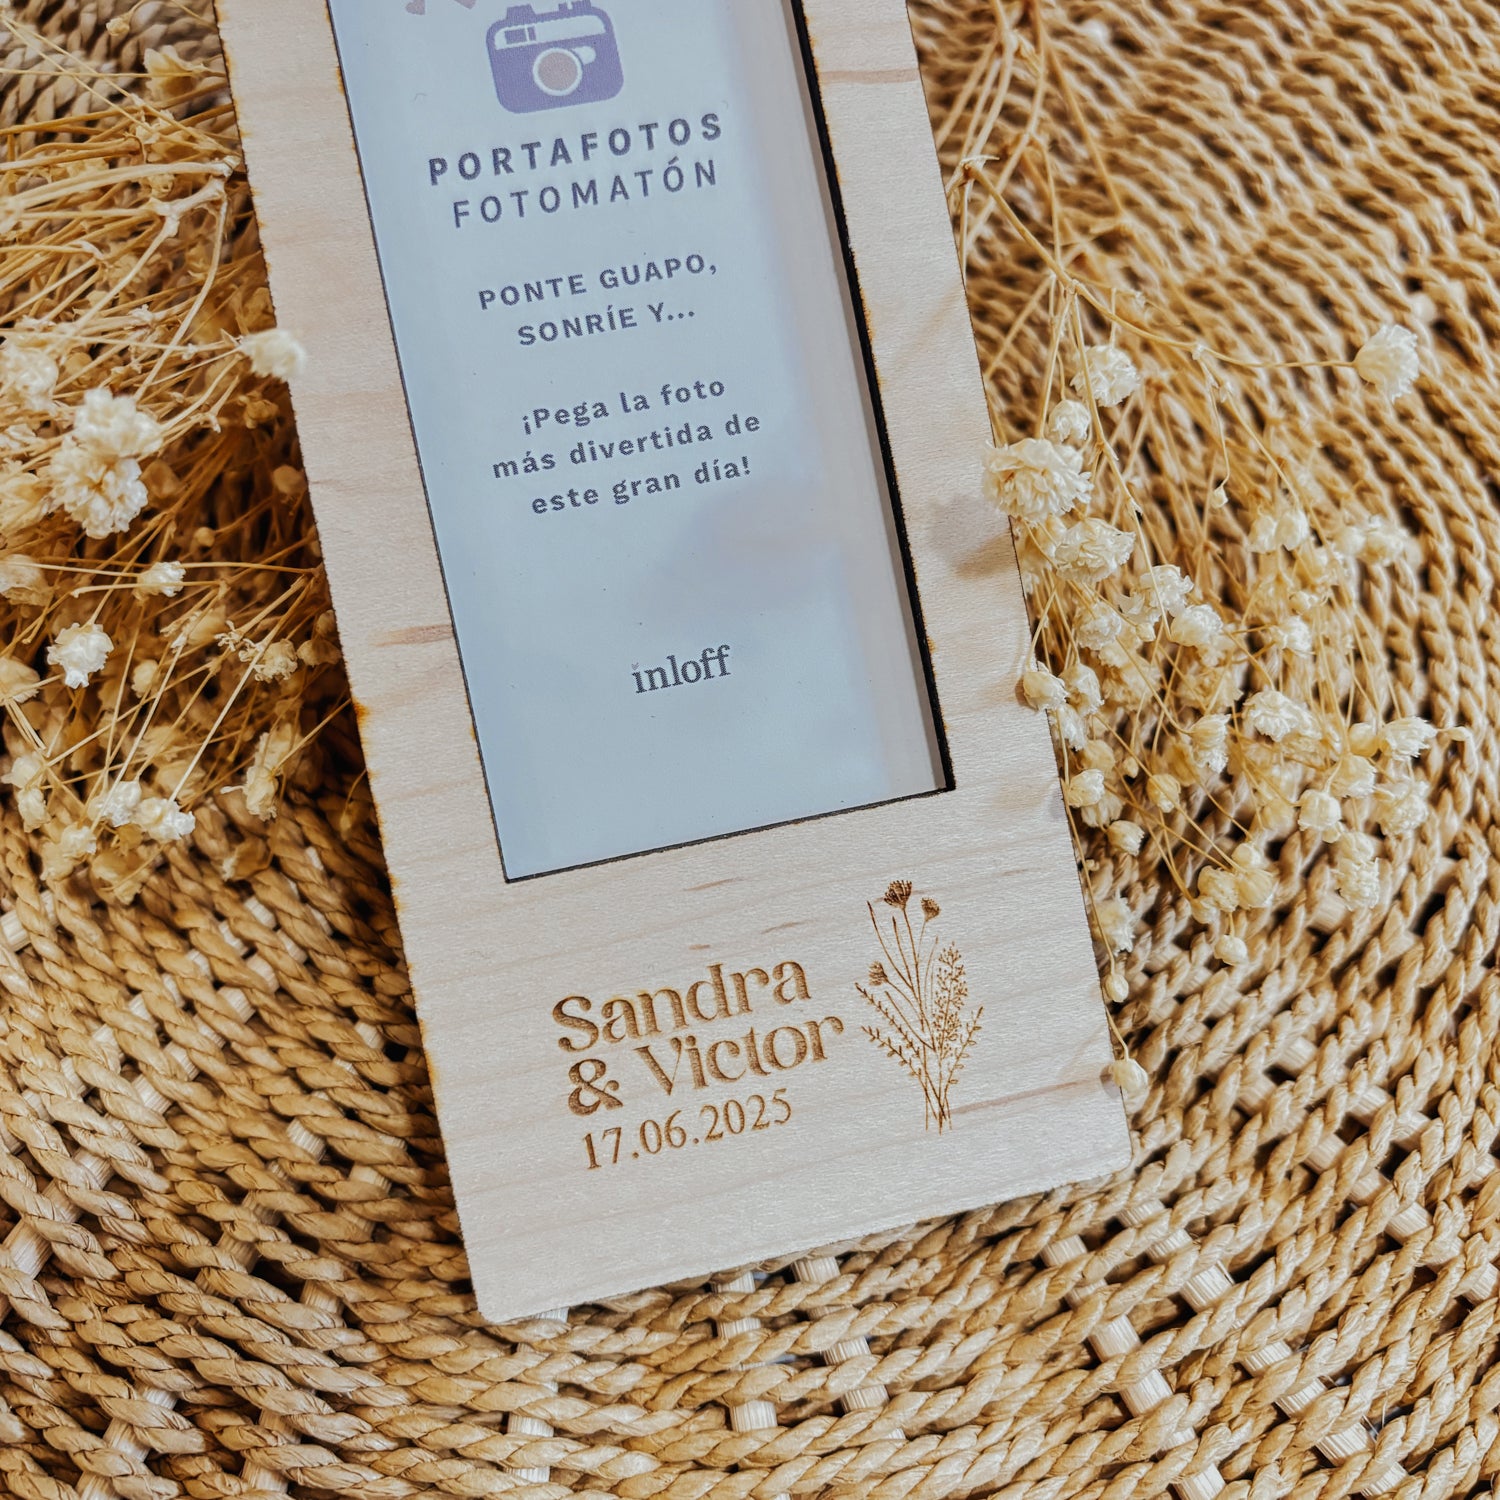 PORTAFOTOS
FOTOMATÓN
PONTE GUAPO,
SONRÍE Y...
¡Pega la foto
más divertida de
este gran día!
inloff
Sandra
& Victor
17.06.2025